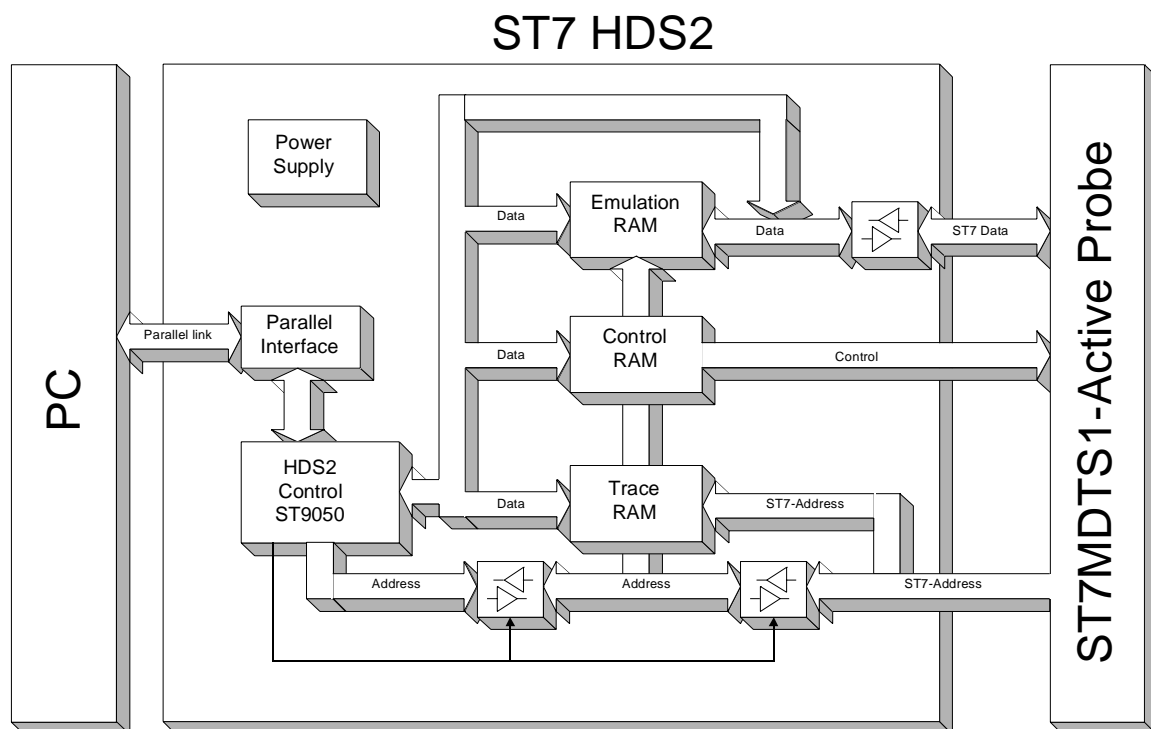 ST7 HDS2
PC
Power
Supply
Emulation
RAM
Data
Data
ST7 Data
Parallel link
Parallel
Interface
Data
Control
RAM
Control
HDS2
Control
ST9050
Data
Trace
RAM
ST7-Address
Address
Address
ST7-Address
ST7MDTS1-Active Probe